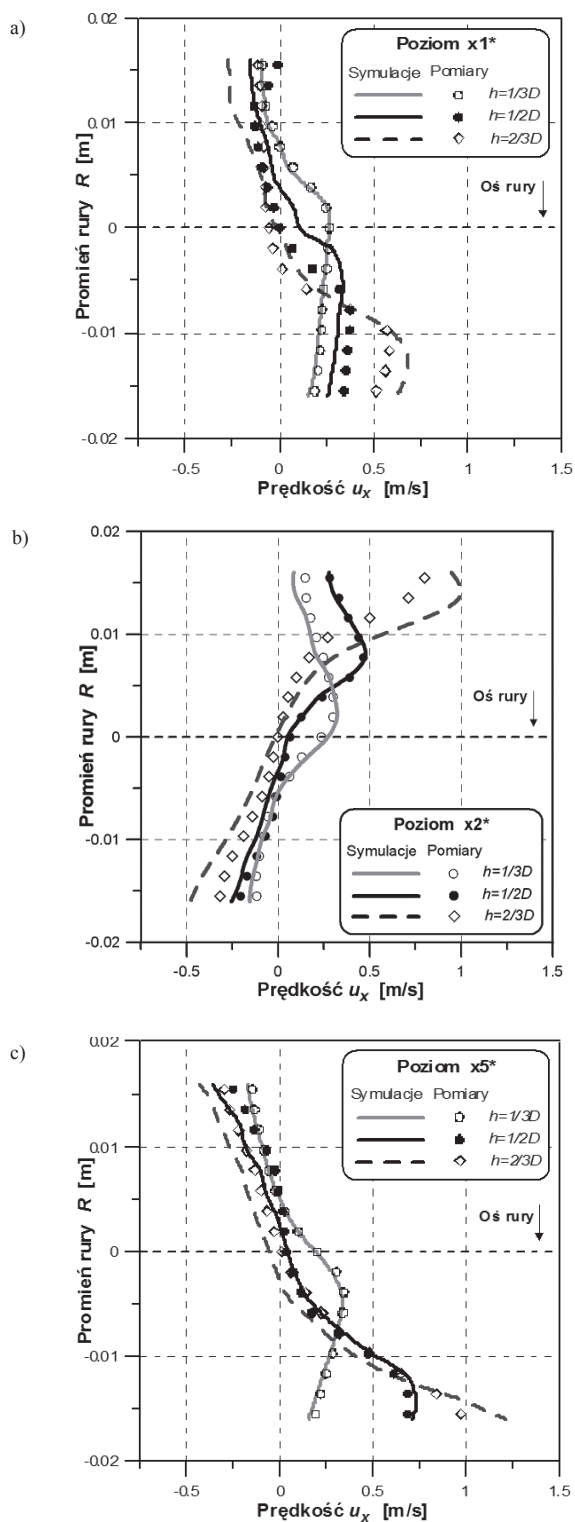 a)
0.02
0.01
0
-0.01
-0.02
Promień rury R [m]
Poziom x1*
Symulacje Pomiary
h=1/3D
h=1/2D
h=2/3D
Oś rury
-0.5 0 0.5 1 1.5
Prędkość ux [m/s]
b)
0.02
0.01
0
-0.01
-0.02
Promień rury R [m]
Oś rury
Poziom x2*
Symulacje Pomiary
h=1/3D
h=1/2D
h=2/3D
-0.5 0 0.5 1 1.5
Prędkość ux [m/s]
c)
0.02
0.01
0
-0.01
-0.02
Promień rury R [m]
Poziom x5*
Symulacje Pomiary
h=1/3D
h=1/2D
h=2/3D
Oś rury
-0.5 0 0.5 1 1.5
Prędkość ux [m/s]